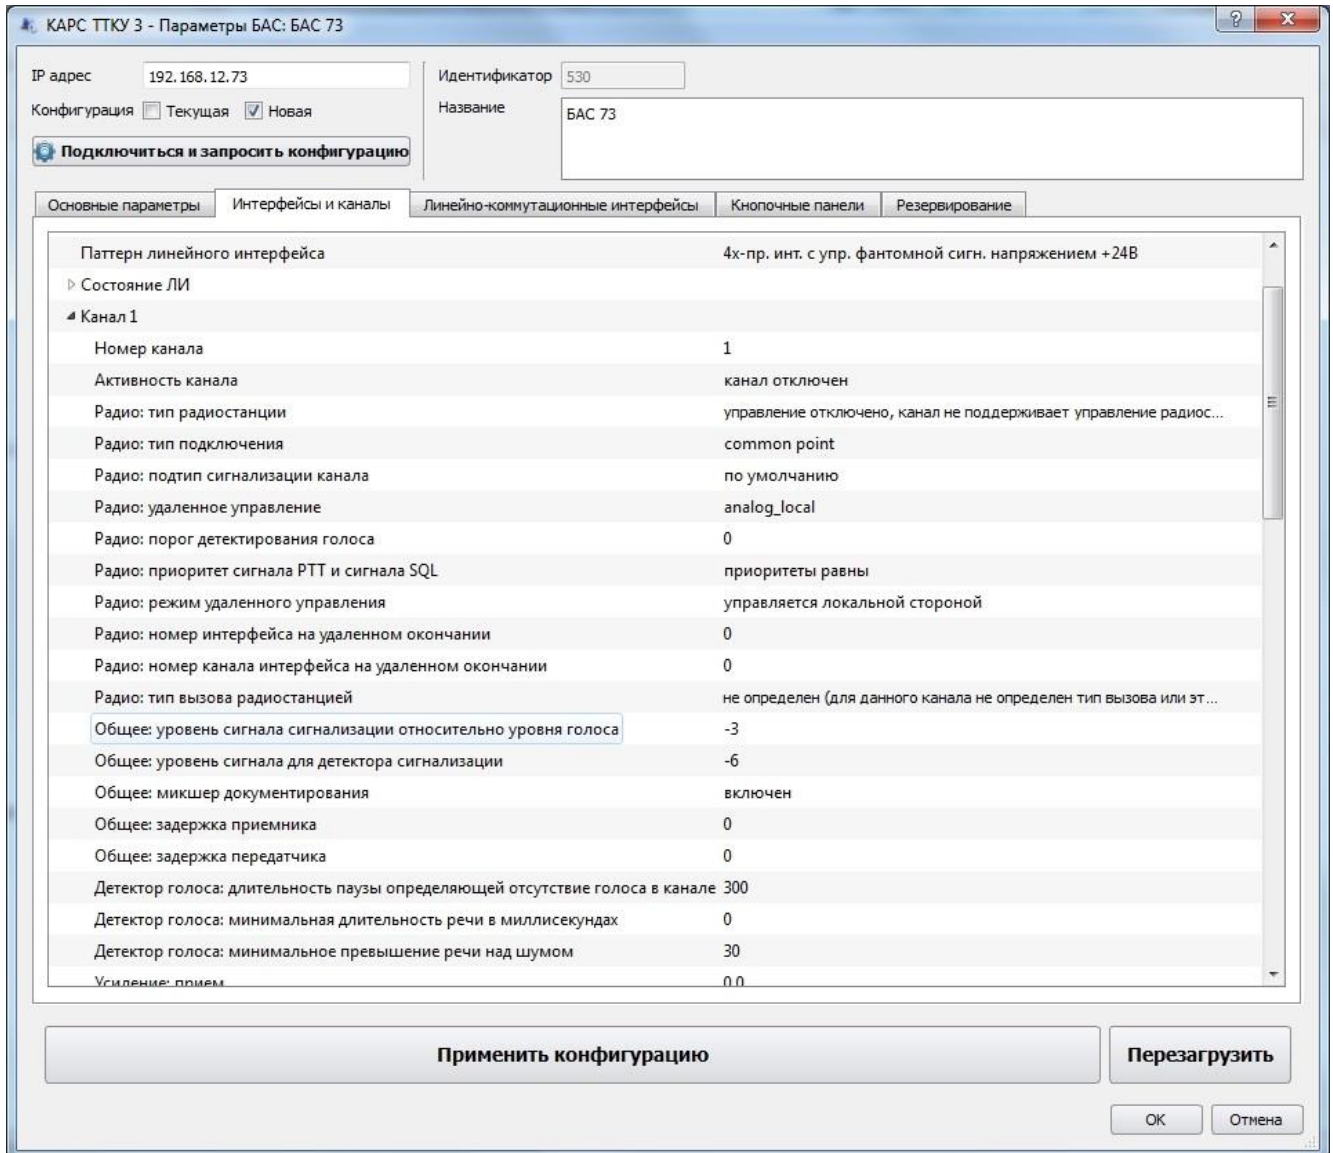 КАРС ТТКУ 3 - Параметры БАС: БАС 73
IP адрес 192.168.12.73 Идентификатор 530
Конфигурация Текущая Новая Название БАС 73
Подключиться и запросить конфигурацию
Основные параметры Интерфейсы и каналы Линейно-коммутационные интерфейсы Кнопочные панели Резервирование
Паттерн линейного интерфейса 4х-пр. инт. с упр. фантомной сигн. напряжением +24В
Состояние ЛИ
Канал 1
Номер канала 1
Активность канала канал отключен
Радио: тип радиостанции управление отключено, канал не поддерживает управление радиос...
Радио: тип подключения common point
Радио: подтип сигнализации канала по умолчанию
Радио: удаленное управление analog_local
Радио: порог детектирования голоса 0
Радио: приоритет сигнала PTT и сигнала SQL приоритеты равны
Радио: режим удаленного управления управляется локальной стороной
Радио: номер интерфейса на удаленном окончании 0
Радио: номер канала интерфейса на удаленном окончании 0
Радио: тип вызова радиостанцией не определен (для данного канала не определен тип вызова или эт...
Общее: уровень сигнала сигнализации относительно уровня голоса -3
Общее: уровень сигнала для детектора сигнализации -6
Общее: микшер документирования включен
Общее: задержка приемника 0
Общее: задержка передатчика 0
Детектор голоса: длительность паузы определяющей отсутствие голоса в канале 300
Детектор голоса: минимальная длительность речи в миллисекундах 0
Детектор голоса: минимальное превышение речи над шумом 30
Усиление: прием 0.0
Применить конфигурацию Перезагрузить
OK Отмена